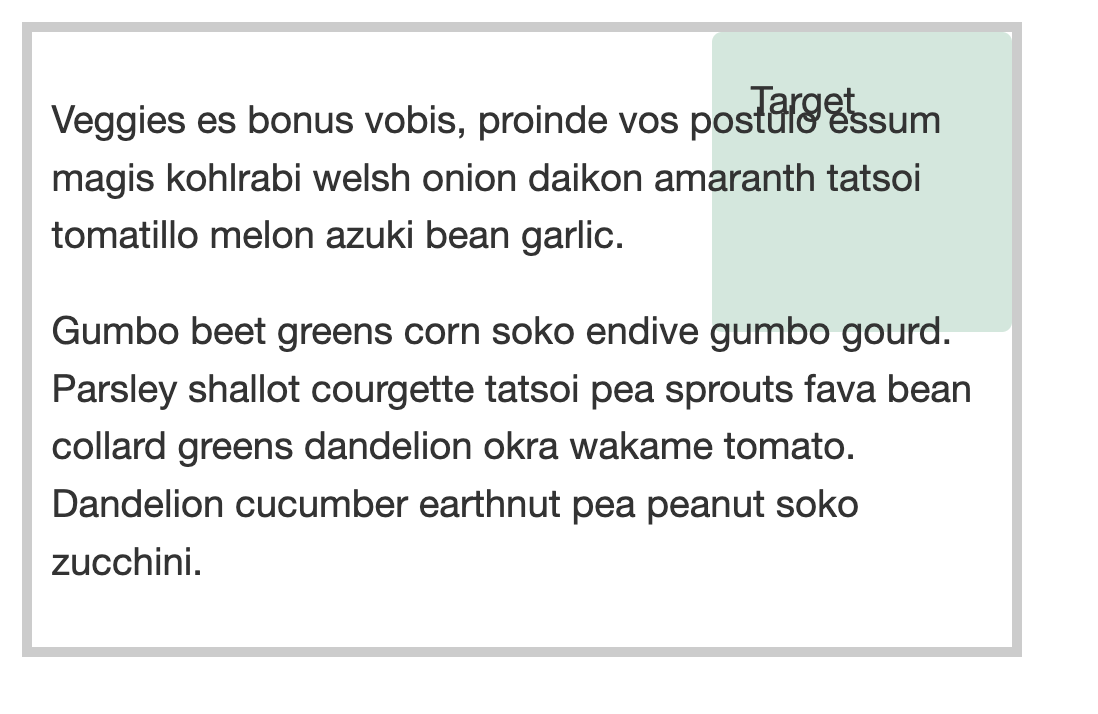 Target
Veggies es bonus vobis, proinde vos postulo essum
magis kohlrabi welsh onion daikon amaranth tatsoi
tomatillo melon azuki bean garlic.
Gumbo beet greens corn soko endive gumbo gourd.
Parsley shallot courgette tatsoi pea sprouts fava bean
collard greens dandelion okra wakame tomato.
Dandelion cucumber earthnut pea peanut soko
zucchini.